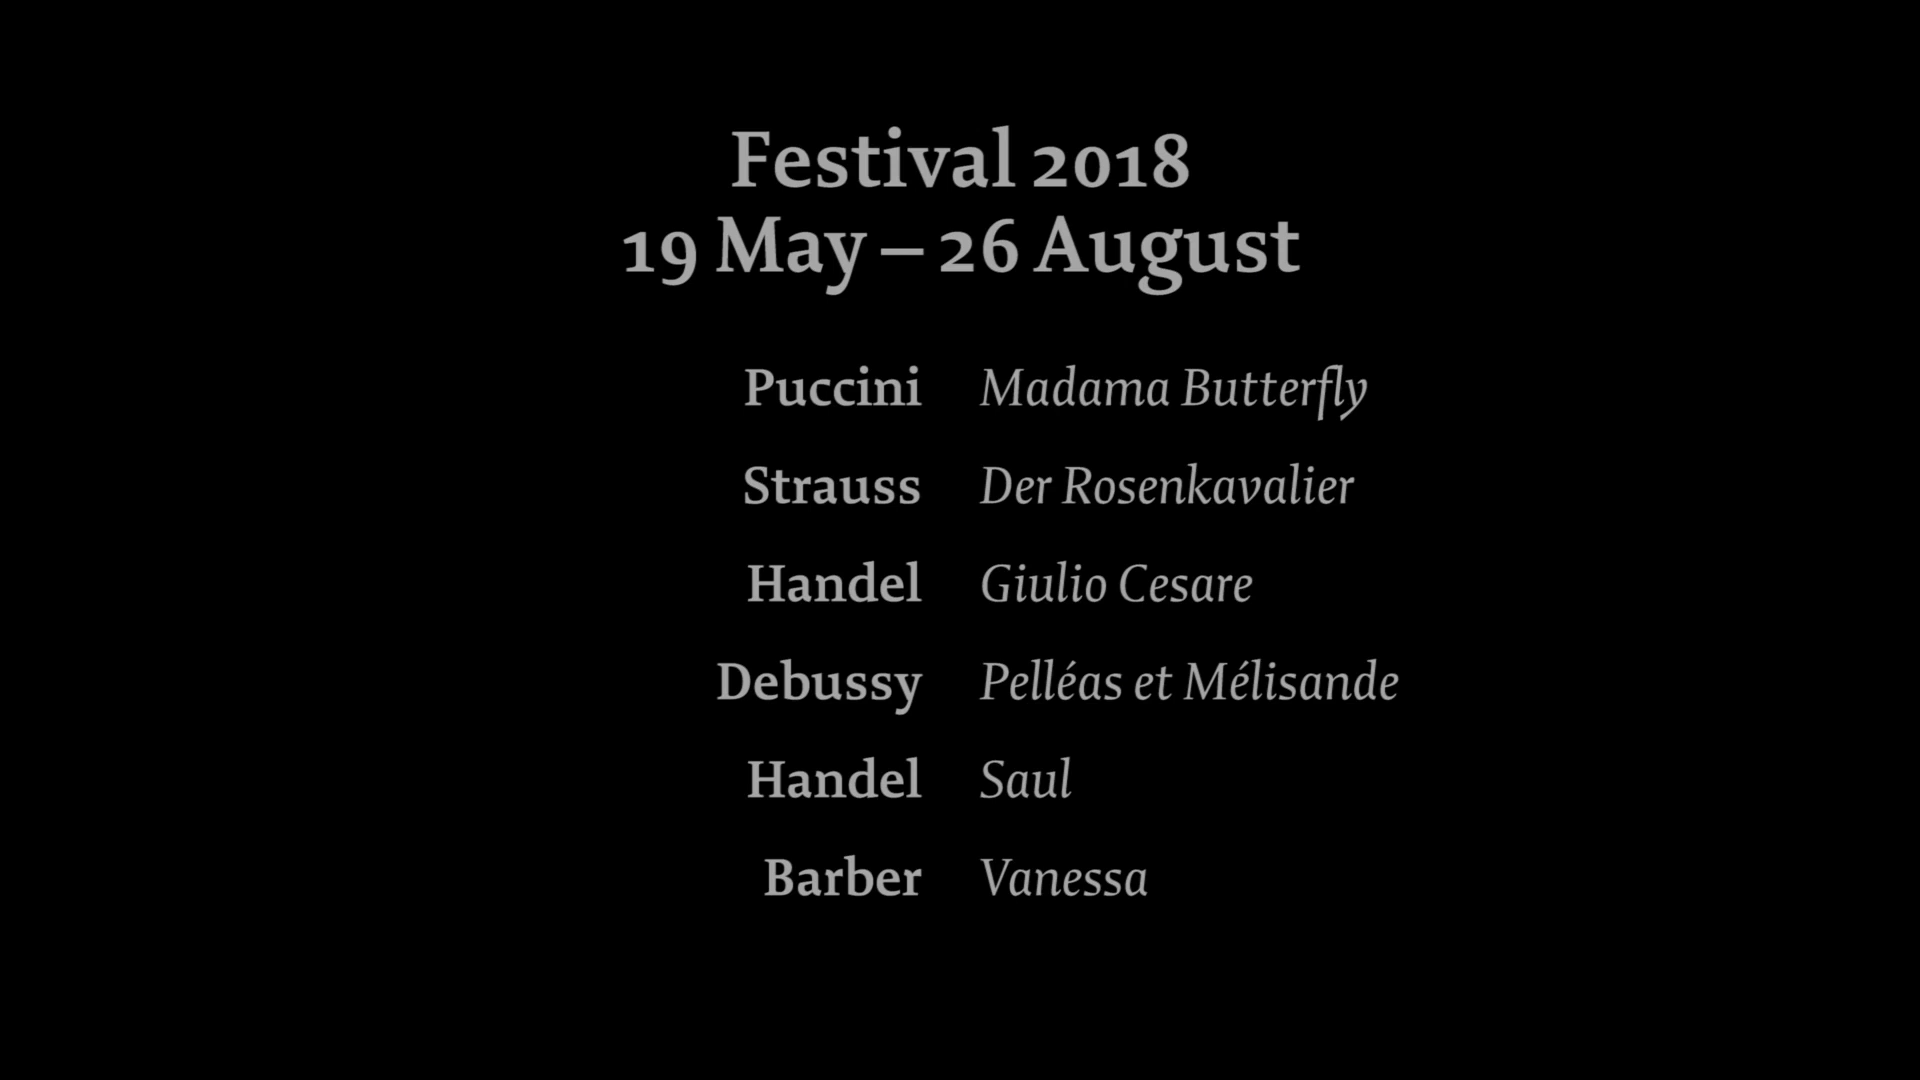 Festival 2018
19 May – 26 August
Puccini Madama Butterfly
Strauss Der Rosenkavalier
Handel Giulio Cesare
Debussy Pelléas et Mélisande
Handel Saul
Barber Vanessa